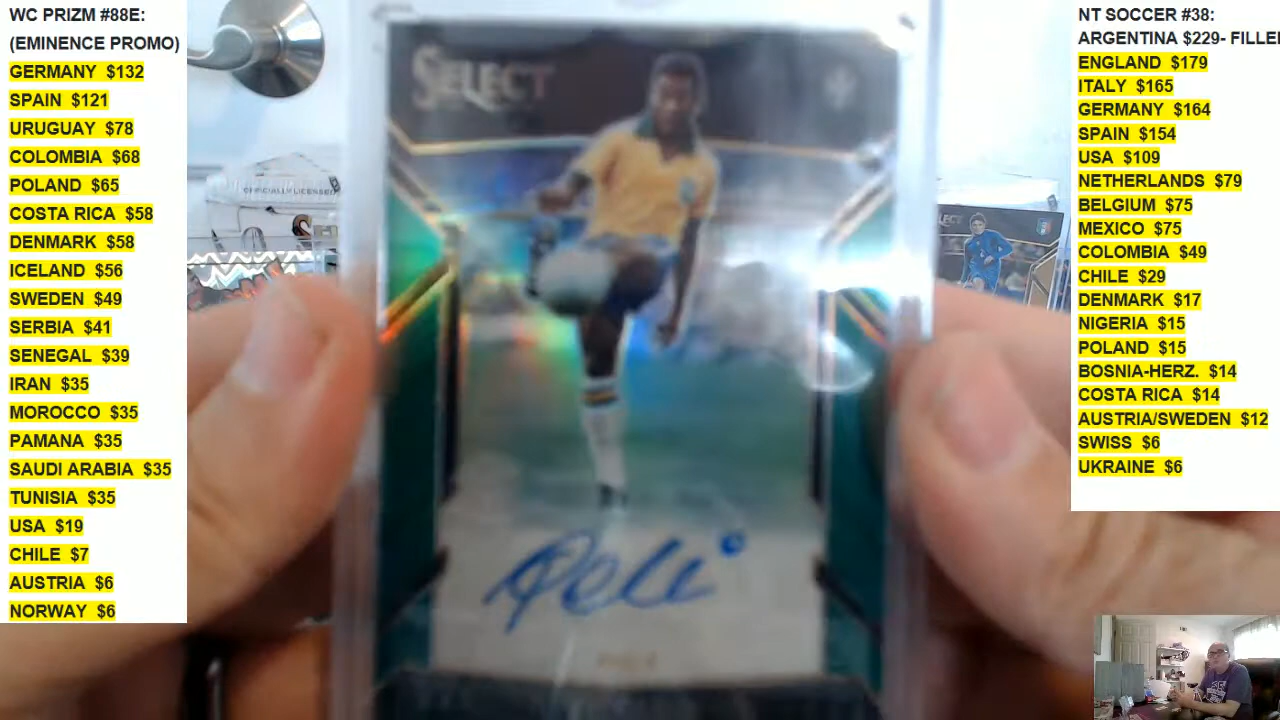 WC PRIZM #88E:
(EMINENCE PROMO)
GERMANY $132
SPAIN $121
URUGUAY $78
COLOMBIA $68
POLAND $65
COSTA RICA $58
DENMARK $58
ICELAND $56
SWEDEN $49
SERBIA $41
SENEGAL $39
IRAN $35
MOROCCO $35
PAMANA $35
SAUDI ARABIA $35
TUNISIA $35
USA $19
CHILE $7
AUSTRIA $6
NORWAY $6
SELECT
OFFICIALLY LICENSED
Pelé
NT SOCCER #38:
ARGENTINA $229- FILLE
ENGLAND $179
ITALY $165
GERMANY $164
SPAIN $154
USA $109
NETHERLANDS $79
BELGIUM $75
MEXICO $75
COLOMBIA $49
CHILE $29
DENMARK $17
NIGERIA $15
POLAND $15
BOSNIA-HERZ. $14
COSTA RICA $14
AUSTRIA/SWEDEN $12
SWISS $6
UKRAINE $6